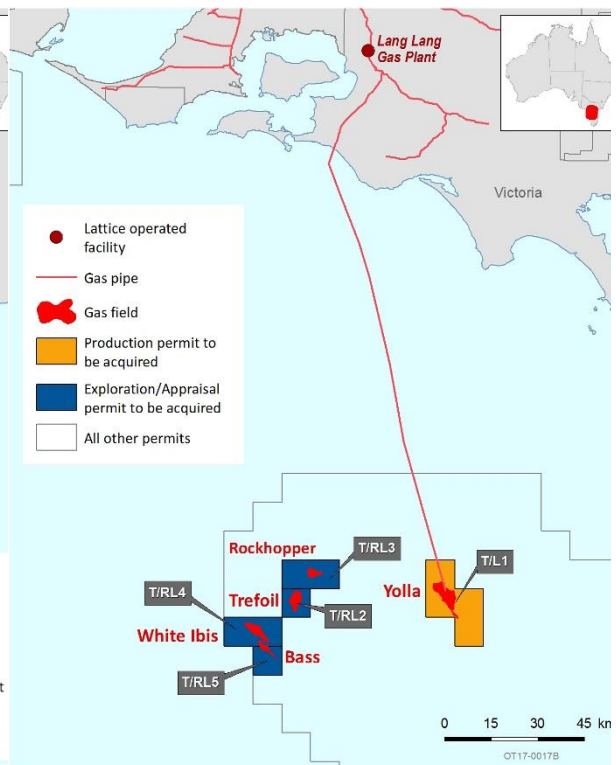 Lang Lang
Gas Plant
Victoria
Lattice operated
facility
Gas pipe
Gas field
Production permit to
be acquired
Exploration/Appraisal
permit to be acquired
All other permits
Rockhopper
T/RL3
T/L1
Yolla
T/RL4
Trefoil
T/RL2
White Ibis
Bass
T/RL5
t
0 15 30 45 km
OT17-0017B